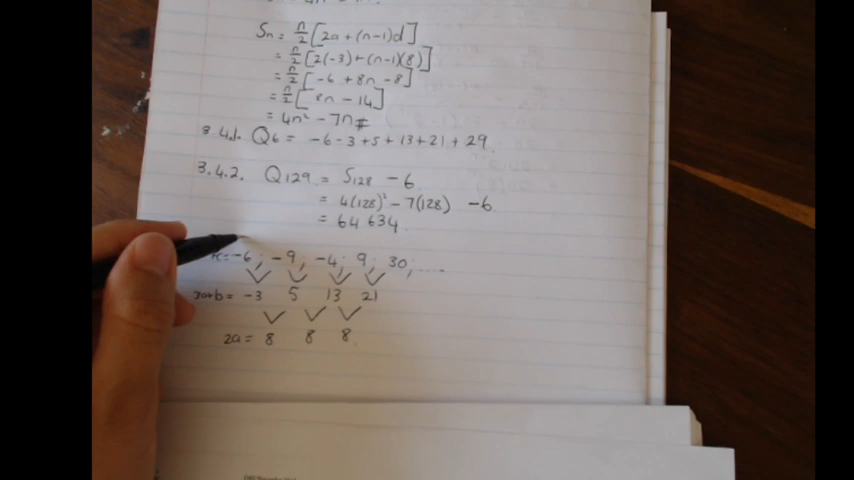 Sn = n/2 [2a + (n-1)d]
= n/2 [2(-3) + (n-1)(8)]
= n/2 [-6 + 8n - 8]
= n/2 [8n - 14]
= 4n² - 7n #
3.4.1. Q6 = -6 -3 +5 + 13 +21 + 29
3.4.2. Q129 = S128 - 6
= 4(128)² - 7(128) - 6
= 64 634
= -6 ; -9 ; -4 ; 9 ; 30 ; .....
3a+b = -3 5 13 21
2a = 8 8 8